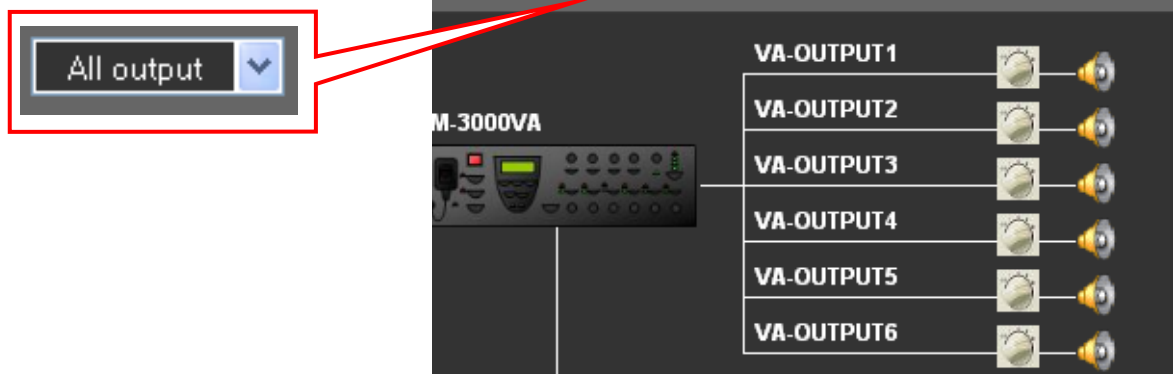 All output
M-3000VA
VA-OUTPUT1
VA-OUTPUT2
VA-OUTPUT3
VA-OUTPUT4
VA-OUTPUT5
VA-OUTPUT6